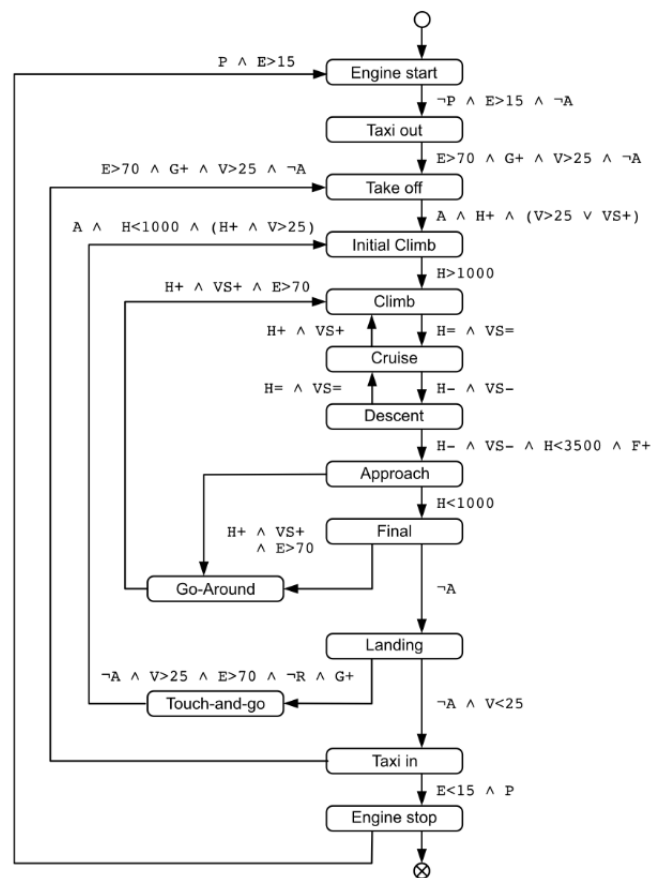 P ∧ E>15
Engine start
¬P ∧ E>15 ∧ ¬A
Taxi out
E>70 ∧ G+ ∧ V>25 ∧ ¬A
E>70 ∧ G+ ∧ V>25 ∧ ¬A
Take off
A ∧ H+ ∧ (V>25 ∨ VS+)
A ∧ H<1000 ∧ (H+ ∧ V>25)
Initial Climb
H>1000
H+ ∧ VS+ ∧ E>70
Climb
H+ ∧ VS+
H= ∧ VS=
Cruise
H= ∧ VS=
H- ∧ VS-
Descent
H- ∧ VS- ∧ H<3500 ∧ F+
Approach
H<1000
H+ ∧ VS+
∧ E>70
Final
Go-Around
¬A
Landing
¬A ∧ V>25 ∧ E>70 ∧ ¬R ∧ G+
Touch-and-go
¬A ∧ V<25
Taxi in
E<15 ∧ P
Engine stop